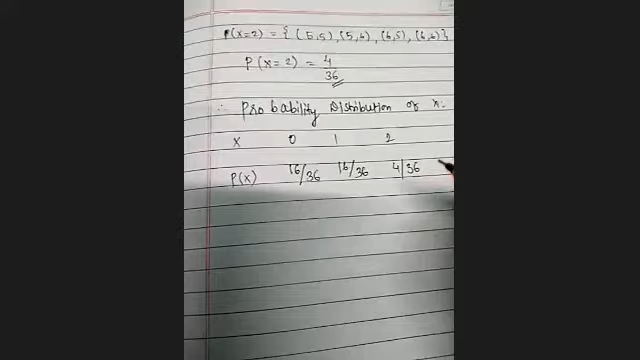 P(x=2) = { (5,5), (5,6), (6,5), (6,6)}
P(x=2) = 4/36
∴ Probability Distribution of x.
X 0 1 2
P(x) 16/36 16/36 4/36